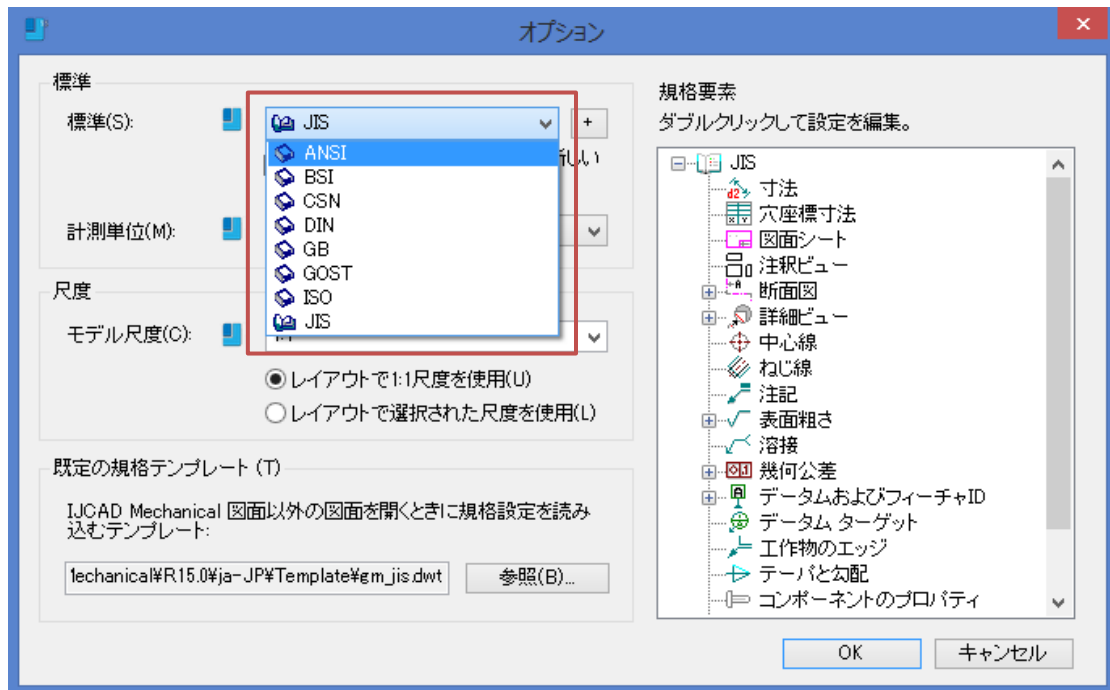 オプション
標準
標準(S):
JIS
+
ANSI
BSI
CSN
DIN
GB
GOST
ISO
JIS
計測単位(M):
尺度
モデル尺度(C):
レイアウトで1:1尺度を使用(U)
レイアウトで選択された尺度を使用(L)
既定の規格テンプレート (T)
IJCAD Mechanical 図面以外の図面を開くときに規格設定を読み
込むテンプレート:
echanical¥R15.0¥ja-JP¥Template¥gm_jis.dwt
参照(B)...
規格要素
ダブルクリックして設定を編集。
JIS
寸法
穴座標寸法
図面シート
注釈ビュー
断面図
詳細ビュー
中心線
ねじ線
注記
表面粗さ
溶接
幾何公差
データムおよびフィーチャID
データム ターゲット
工作物のエッジ
テーパと勾配
コンポーネントのプロパティ
OK
キャンセル